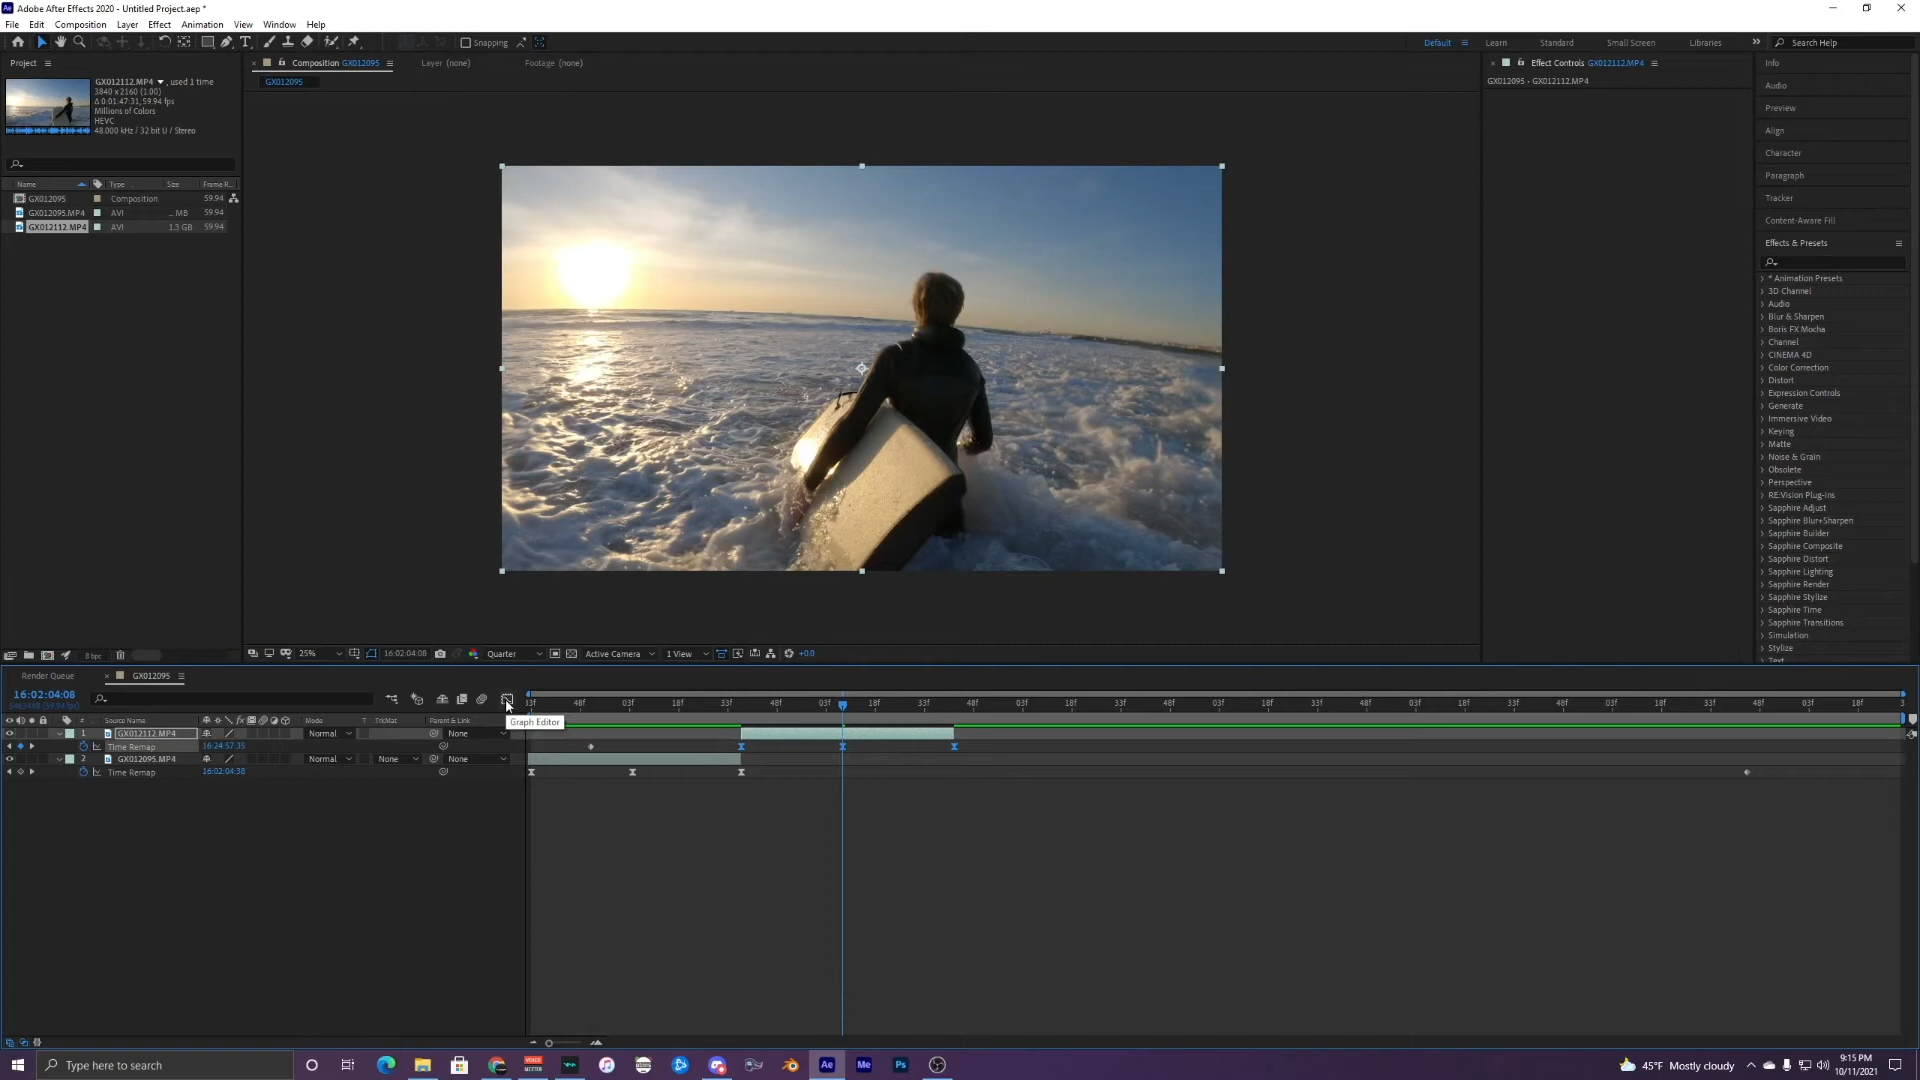 Adobe After Effects 2020 - Untitled Project.aep *
File Edit Composition Layer Effect Animation View Window Help
Snapping
Default Learn Standard Small Screen Libraries Search Help
Project
GX012112.MP4 , used 1 time
3840 x 2160 (1.00)
Δ 0:01:47:31, 59.94 fps
Millions of Colors
HEVC
48.000 kHz / 32 bit U / Stereo
Name Type Size Frame R...
GX012095 Composition 59.94
GX012095.MP4 AVI ... MB 59.94
GX012112.MP4 AVI 1.3 GB 59.94
8 bpc
Composition GX012095 Layer (none) Footage (none)
GX012095
25% 16:02:04:08 Quarter Active Camera 1 View +0.0
Effect Controls GX012112.MP4
GX012095 • GX012112.MP4
Info
Audio
Preview
Align
Character
Paragraph
Tracker
Content-Aware Fill
Effects & Presets
* Animation Presets
3D Channel
Audio
Blur & Sharpen
Boris FX Mocha
Channel
CINEMA 4D
Color Correction
Distort
Expression Controls
Generate
Immersive Video
Keying
Matte
Noise & Grain
Obsolete
Perspective
RE:Vision Plug-ins
Sapphire Adjust
Sapphire Blur+Sharpen
Sapphire Builder
Sapphire Composite
Sapphire Distort
Sapphire Lighting
Sapphire Render
Sapphire Stylize
Sapphire Time
Sapphire Transitions
Simulation
Stylize
Text
Render Queue GX012095
16:02:04:08
(59.94 fps)
Graph Editor
33f 48f 03f 18f 33f 48f 03f 18f 33f 48f 03f 18f 33f 48f 03f 18f 33f 48f 03f 18f 33f 48f 03f 18f 33f 48f 03f 18f 3
# Source Name Mode T .TrkMat Parent & Link
1 GX012112.MP4 Normal None
Time Remap 16:24:57:35
2 GX012095.MP4 Normal None None
Time Remap 16:02:04:38
Type here to search
Ae Me Ps
45°F Mostly cloudy
9:15 PM
10/11/2021